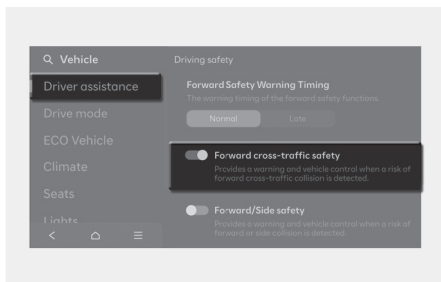 Vehicle
Driver assistance
Drive mode
ECO Vehicle
Climate
Seats
Lights
Driving safety
Forward Safety Warning Timing
The warning timing of the forward safety functions.
Normal
Late
Forward cross-traffic safety
Provides a warning and vehicle control when a risk of
forward cross-traffic collision is detected.
Forward/Side safety
Provides a warning and vehicle control when a risk of
forward or side collision is detected.